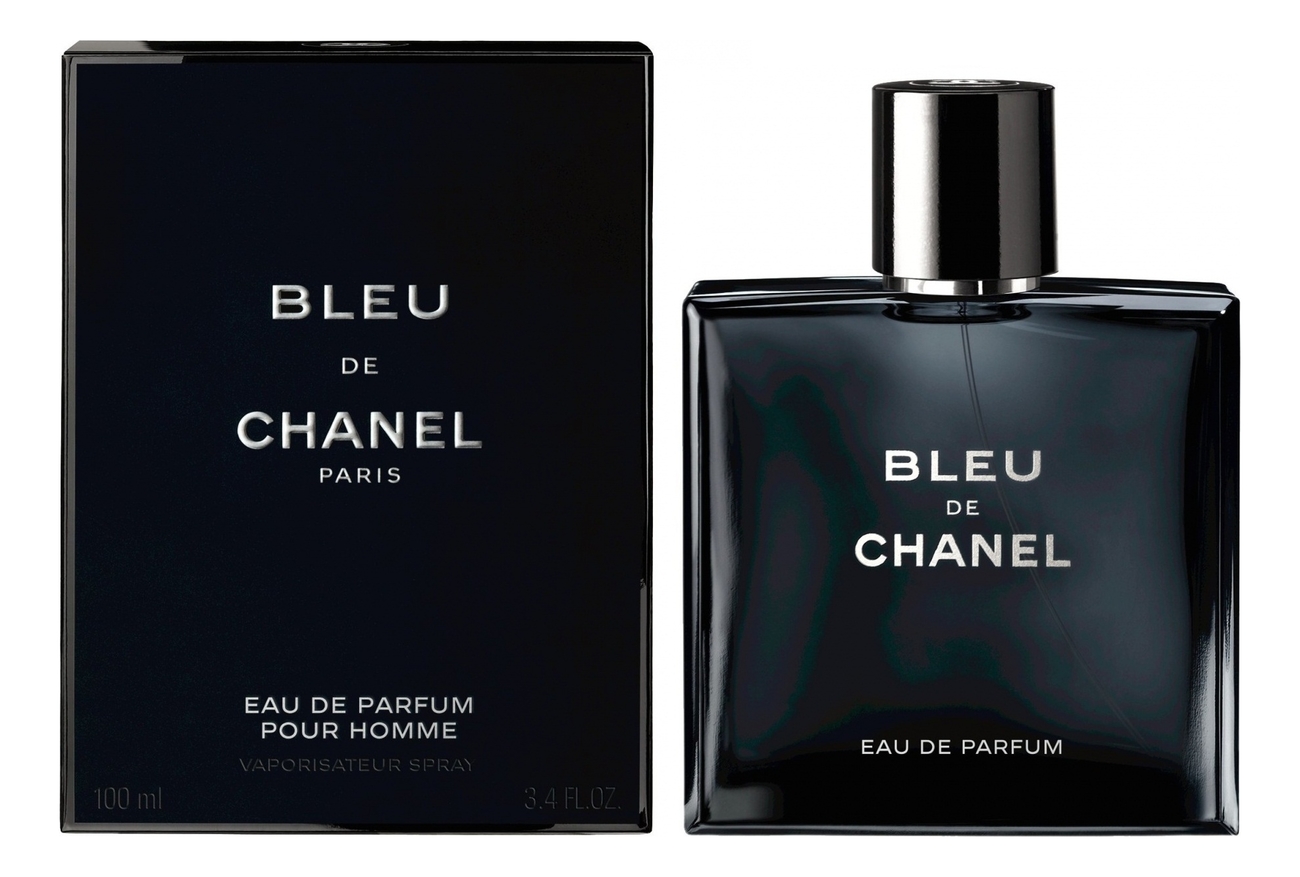 BLEU
DE
CHANEL
PARIS
EAU DE PARFUM
POUR HOMME
VAPORISATEUR SPRAY
100 ml
3.4 FL.OZ.
BLEU
DE
CHANEL
EAU DE PARFUM